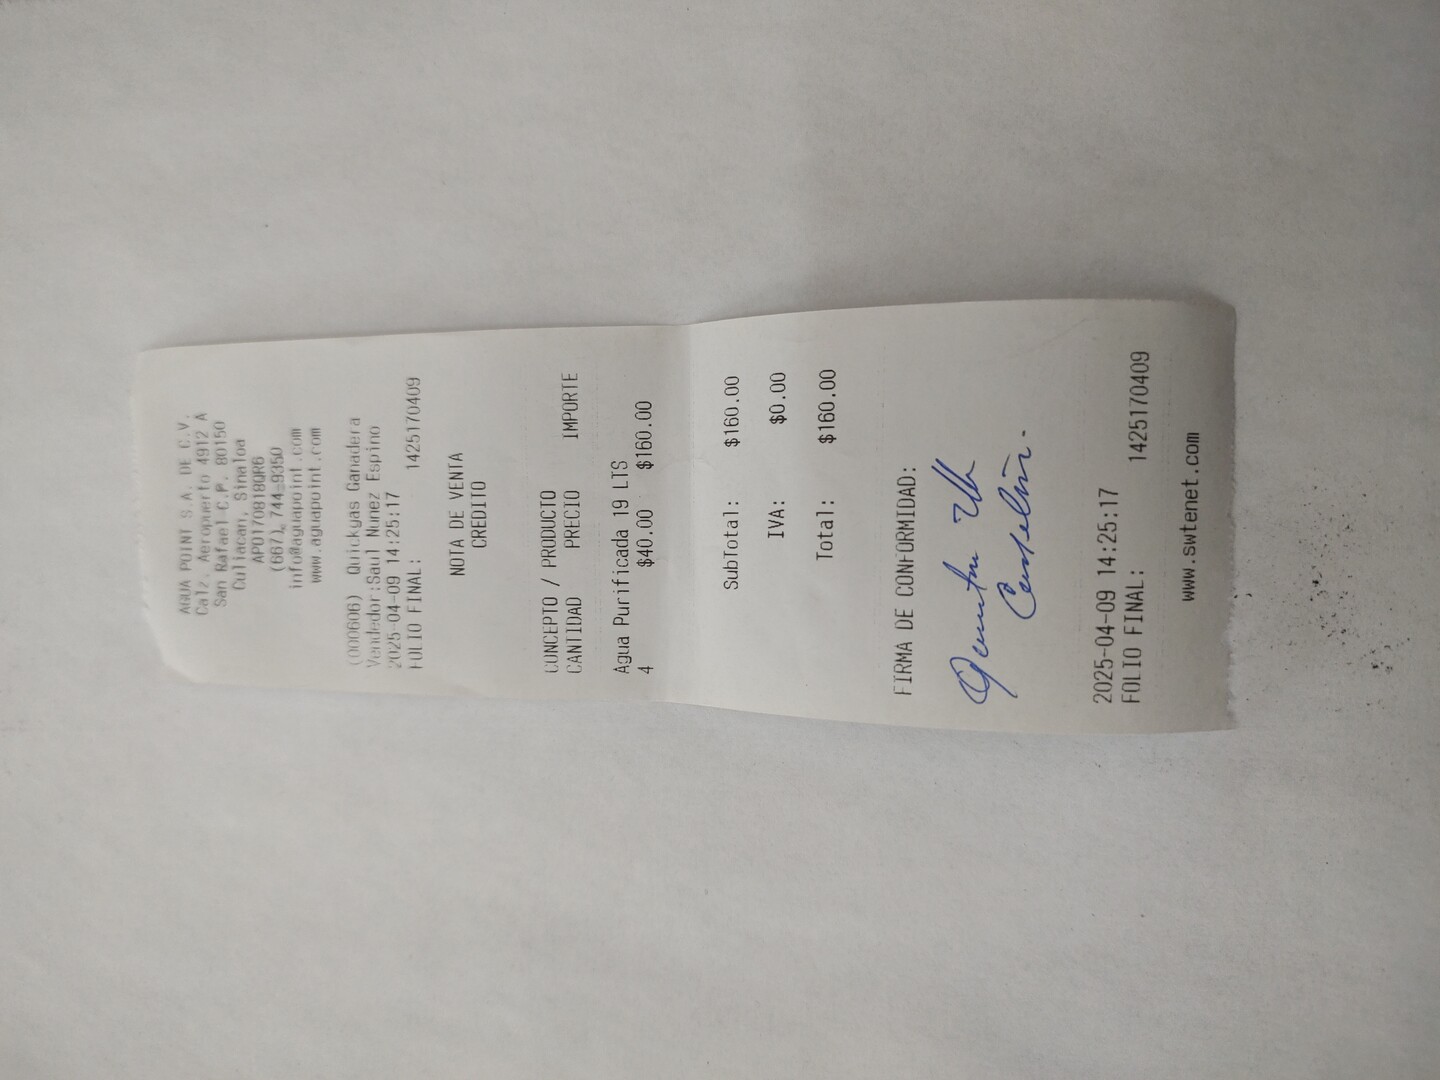 AGUA POINT S.A. DE C.V.
Calz. Aeropuerto 4912 A
San Rafael C.P. 80150
Culiacan, Sinaloa
APO170818QR6
(667) 744-9350
info@aguapoint.com
www.aguapoint.com
(000606) Quickgas Ganadera
Vendedor:Saul Nunez Espino
2025-04-09 14:25:17
FOLIO FINAL: 1425170409
NOTA DE VENTA
CREDITO
CONCEPTO / PRODUCTO
CANTIDAD PRECIO IMPORTE
Agua Purificada 19 LTS
4 $40.00 $160.00
SubTotal: $160.00
IVA: $0.00
Total: $160.00
FIRMA DE CONFORMIDAD:
2025-04-09 14:25:17
FOLIO FINAL: 1425170409
www.swtenet.com